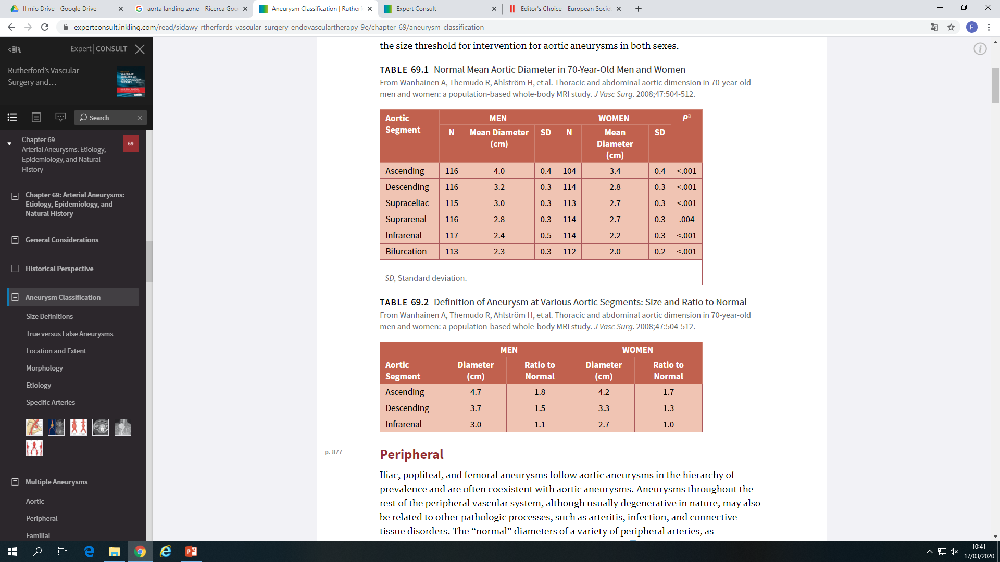 Il mio Drive - Google Drive
aorta landing zone - Ricerca Goo
Aneurysm Classification | Rutherf
Expert Consult
Editor's Choice - European Societ
expertconsult.inkling.com/read/sidawy-rtherfords-vascular-surgery-endovasculartherapy-9e/chapter-69/aneurysm-classification
F
Expert CONSULT
Rutherford's Vascular
Surgery and...
Search
Chapter 69
Arterial Aneurysms: Etiology,
Epidemiology, and Natural
History
69
Chapter 69: Arterial Aneurysms:
Etiology, Epidemiology, and
Natural History
General Considerations
Historical Perspective
Aneurysm Classification
Size Definitions
True versus False Aneurysms
Location and Extent
Morphology
Etiology
Specific Arteries
Multiple Aneurysms
Aortic
Peripheral
Familial
the size threshold for intervention for aortic aneurysms in both sexes.
TABLE 69.1 Normal Mean Aortic Diameter in 70-Year-Old Men and Women
From Wanhainen A, Themudo R, Ahlström H, et al. Thoracic and abdominal aortic dimension in 70-year-old
men and women: a population-based whole-body MRI study. J Vasc Surg. 2008;47:504-512.
Aortic Segment MEN WOMEN Pa
N Mean Diameter (cm) SD N Mean Diameter (cm) SD
Ascending 116 4.0 0.4 104 3.4 0.4 <.001
Descending 116 3.2 0.3 114 2.8 0.3 <.001
Supraceliac 115 3.0 0.3 113 2.7 0.3 <.001
Suprarenal 116 2.8 0.3 114 2.7 0.3 .004
Infrarenal 117 2.4 0.5 114 2.2 0.3 <.001
Bifurcation 113 2.3 0.3 112 2.0 0.2 <.001
SD, Standard deviation.
TABLE 69.2 Definition of Aneurysm at Various Aortic Segments: Size and Ratio to Normal
From Wanhainen A, Themudo R, Ahlström H, et al. Thoracic and abdominal aortic dimension in 70-year-old
men and women: a population-based whole-body MRI study. J Vasc Surg. 2008;47:504-512.
MEN WOMEN
Aortic Segment Diameter (cm) Ratio to Normal Diameter (cm) Ratio to Normal
Ascending 4.7 1.8 4.2 1.7
Descending 3.7 1.5 3.3 1.3
Infrarenal 3.0 1.1 2.7 1.0
p. 877
Peripheral
Iliac, popliteal, and femoral aneurysms follow aortic aneurysms in the hierarchy of
prevalence and are often coexistent with aortic aneurysms. Aneurysms throughout the
rest of the peripheral vascular system, although usually degenerative in nature, may also
be related to other pathologic processes, such as arteritis, infection, and connective
tissue disorders. The “normal” diameters of a variety of peripheral arteries, as
10:41
17/03/2020